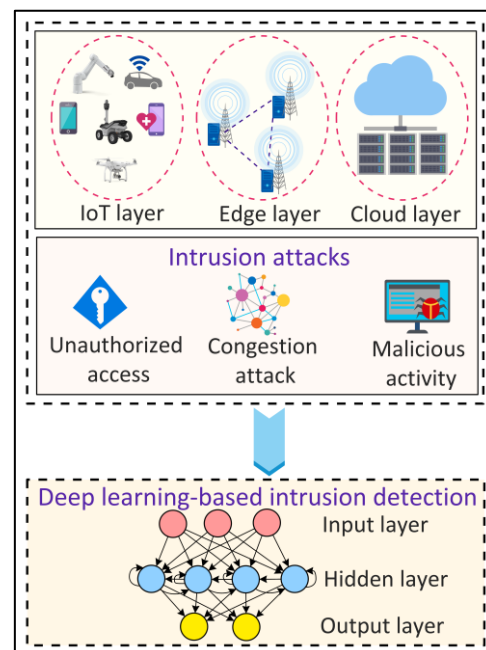 IoT layer
Edge layer
Cloud layer
Intrusion attacks
Unauthorized
access
Congestion
attack
Malicious
activity
Deep learning-based intrusion detection
Input layer
Hidden layer
Output layer